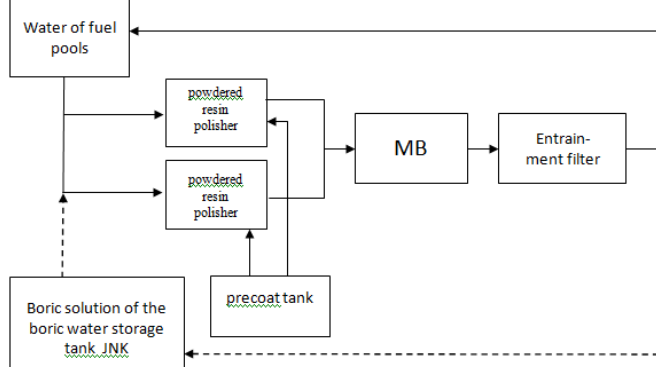 Water of fuel
pools
powdered
resin
polisher
powdered
resin
polisher
MB
Entrain-
ment filter
precoat tank
Boric solution of the
boric water storage
tank JNK